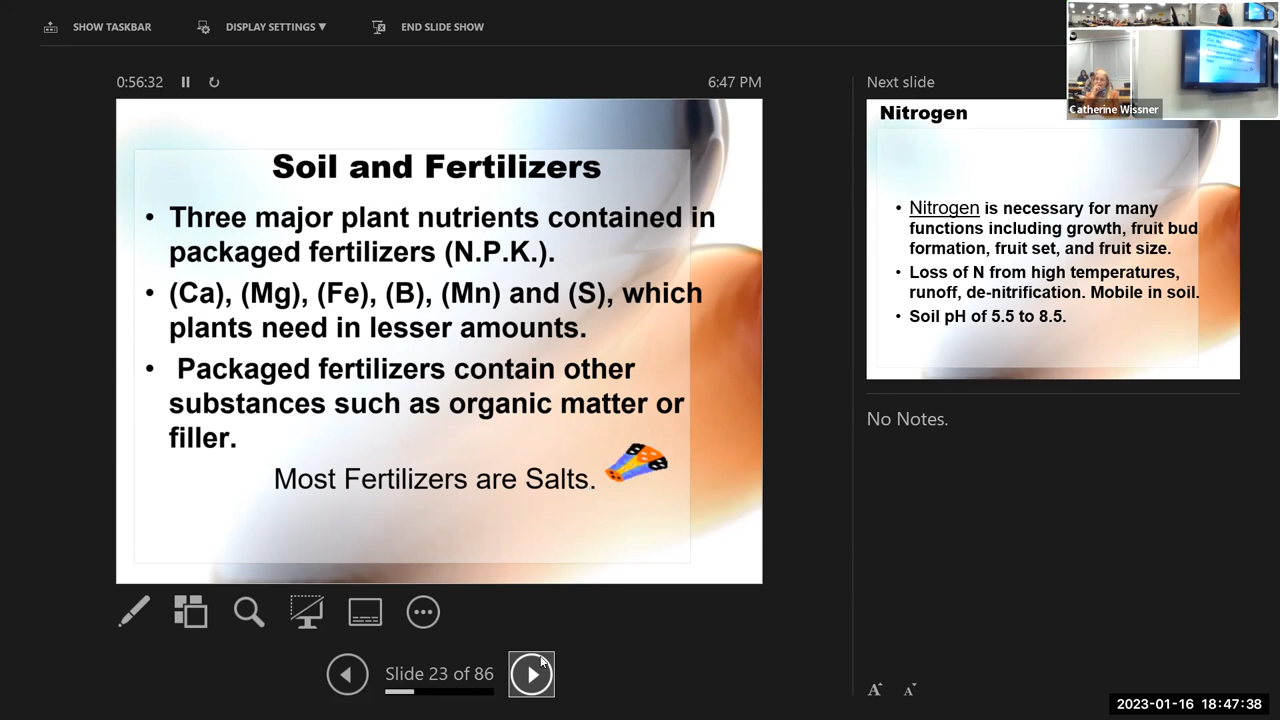 SHOW TASKBAR
DISPLAY SETTINGS ▼
END SLIDE SHOW
0:56:32
6:47 PM
Soil and Fertilizers
• Three major plant nutrients contained in
packaged fertilizers (N.P.K.).
• (Ca), (Mg), (Fe), (B), (Mn) and (S), which
plants need in lesser amounts.
• Packaged fertilizers contain other
substances such as organic matter or
filler.
Most Fertilizers are Salts.
Slide 23 of 86
Next slide
Nitrogen
• Nitrogen is necessary for many
functions including growth, fruit bud
formation, fruit set, and fruit size.
• Loss of N from high temperatures,
runoff, de-nitrification. Mobile in soil.
• Soil pH of 5.5 to 8.5.
No Notes.
A A
Catherine Wissner
2023-01-16 18:47:38